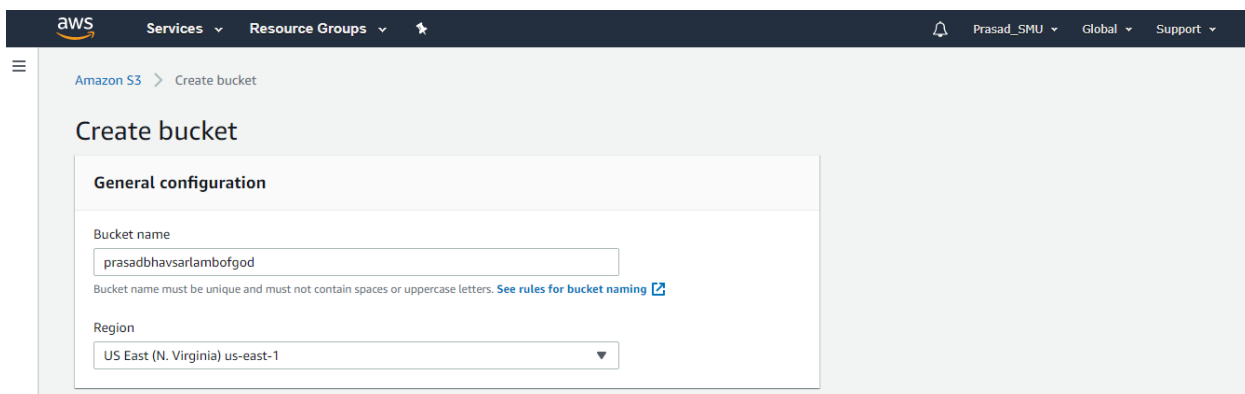 aws Services Resource Groups Prasad_SMU Global Support
Amazon S3 > Create bucket
Create bucket
General configuration
Bucket name
prasadbhavsarlambofgod
Bucket name must be unique and must not contain spaces or uppercase letters. See rules for bucket naming
Region
US East (N. Virginia) us-east-1